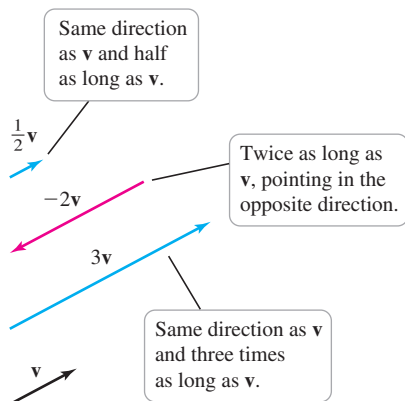 Same direction
as v and half
as long as v.
½v
Twice as long as
v, pointing in the
opposite direction.
−2v
3v
Same direction as v
and three times
as long as v.
v